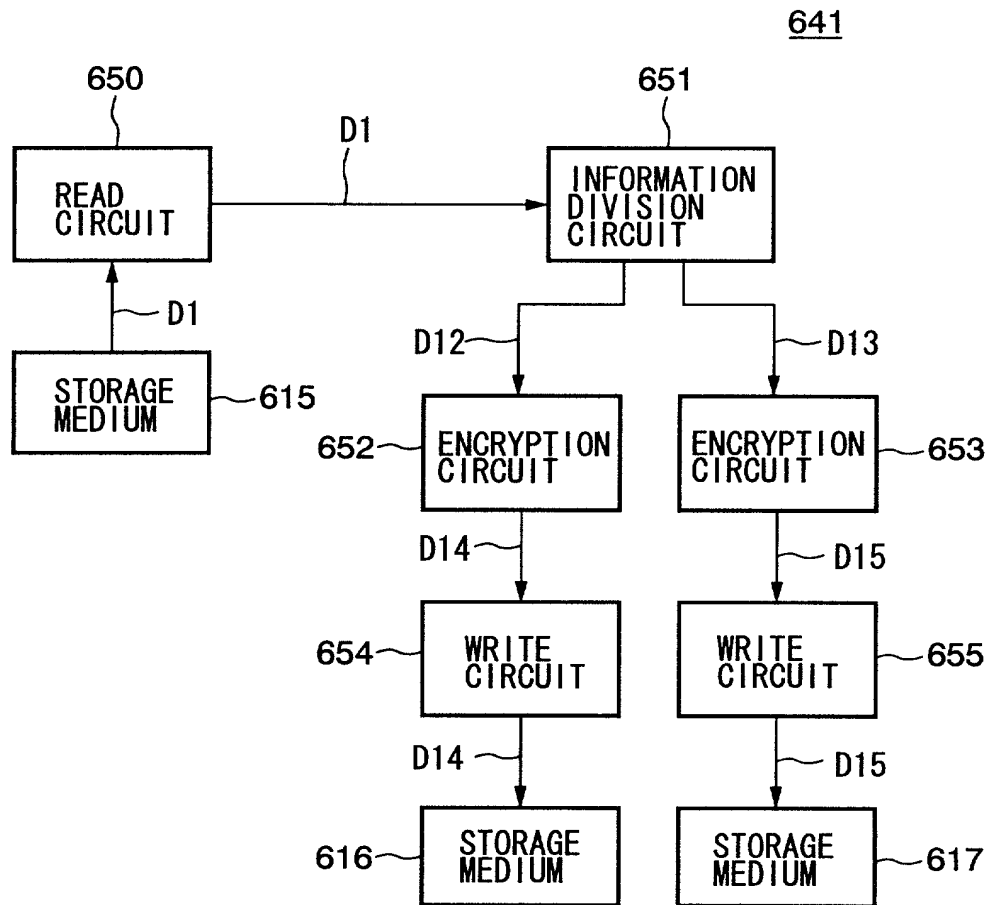 641
650
651
D1
READ
CIRCUIT
INFORMATION
DIVISION
CIRCUIT
D1
D12
D13
STORAGE
MEDIUM
615
652
ENCRYPTION
CIRCUIT
ENCRYPTION
CIRCUIT
653
D14
D15
654
WRITE
CIRCUIT
WRITE
CIRCUIT
655
D14
D15
616
STORAGE
MEDIUM
STORAGE
MEDIUM
617